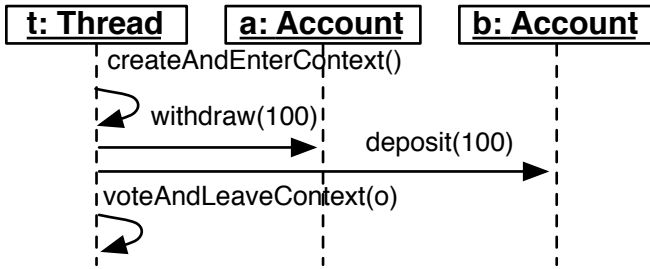 t: Thread a: Account b: Account
createAndEnterContext()
withdraw(100)
deposit(100)
voteAndLeaveContext(o)